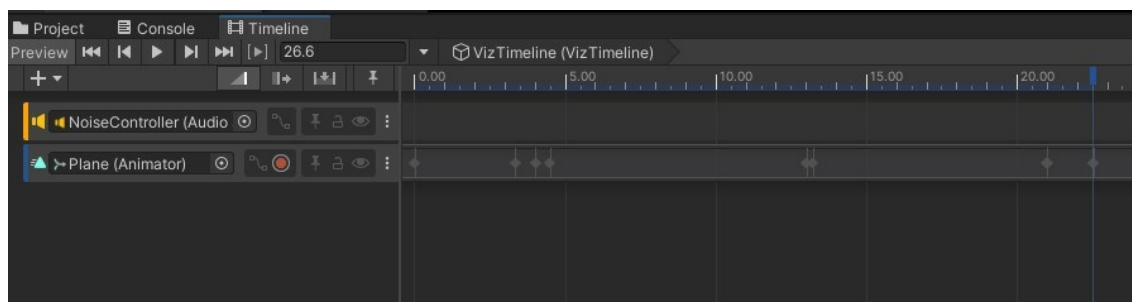 Project Console Timeline
Preview 26.6 VizTimeline (VizTimeline)
0.00 5.00 10.00 15.00 20.00
NoiseController (Audio
Plane (Animator)